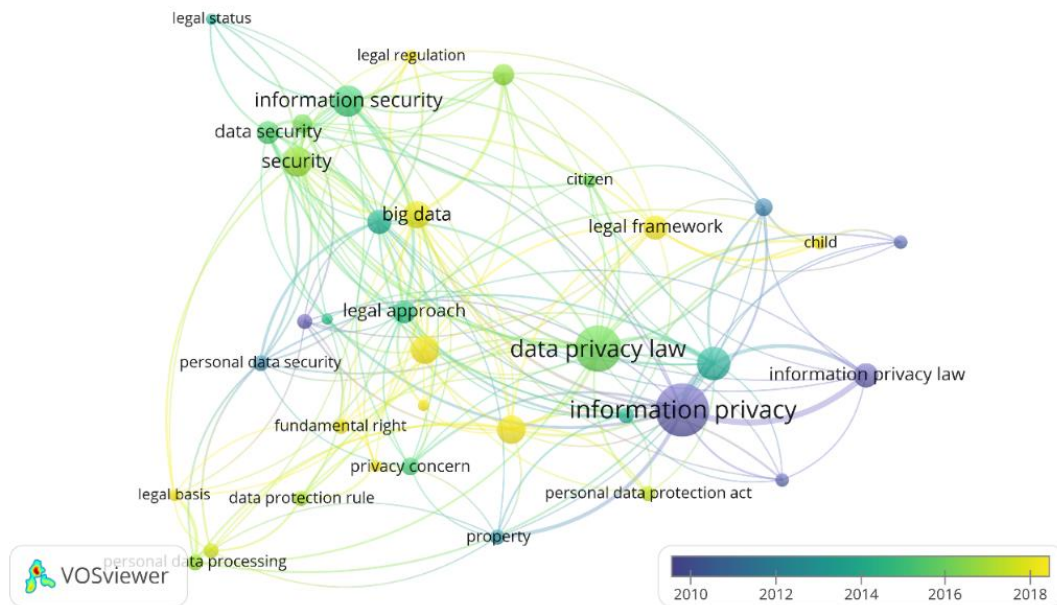 legal status
legal regulation
information security
data security
security
citizen
big data
legal framework
child
legal approach
data privacy law
personal data security
information privacy law
information privacy
fundamental right
privacy concern
legal basis
data protection rule
personal data protection act
property
personal data processing
VOSviewer
2010 2012 2014 2016 2018